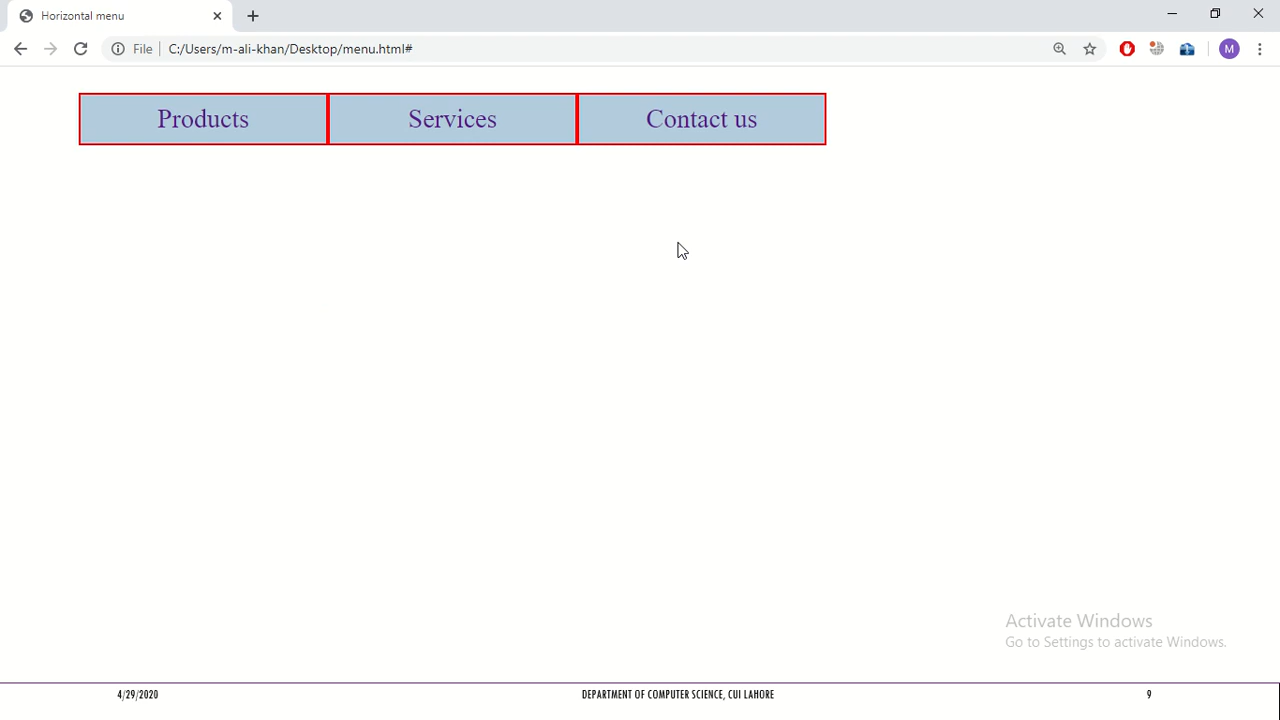 Horizontal menu
File C:/Users/m-ali-khan/Desktop/menu.html#
M
Products Services Contact us
Activate Windows
Go to Settings to activate Windows.
4/29/2020 DEPARTMENT OF COMPUTER SCIENCE, CUI LAHORE 9